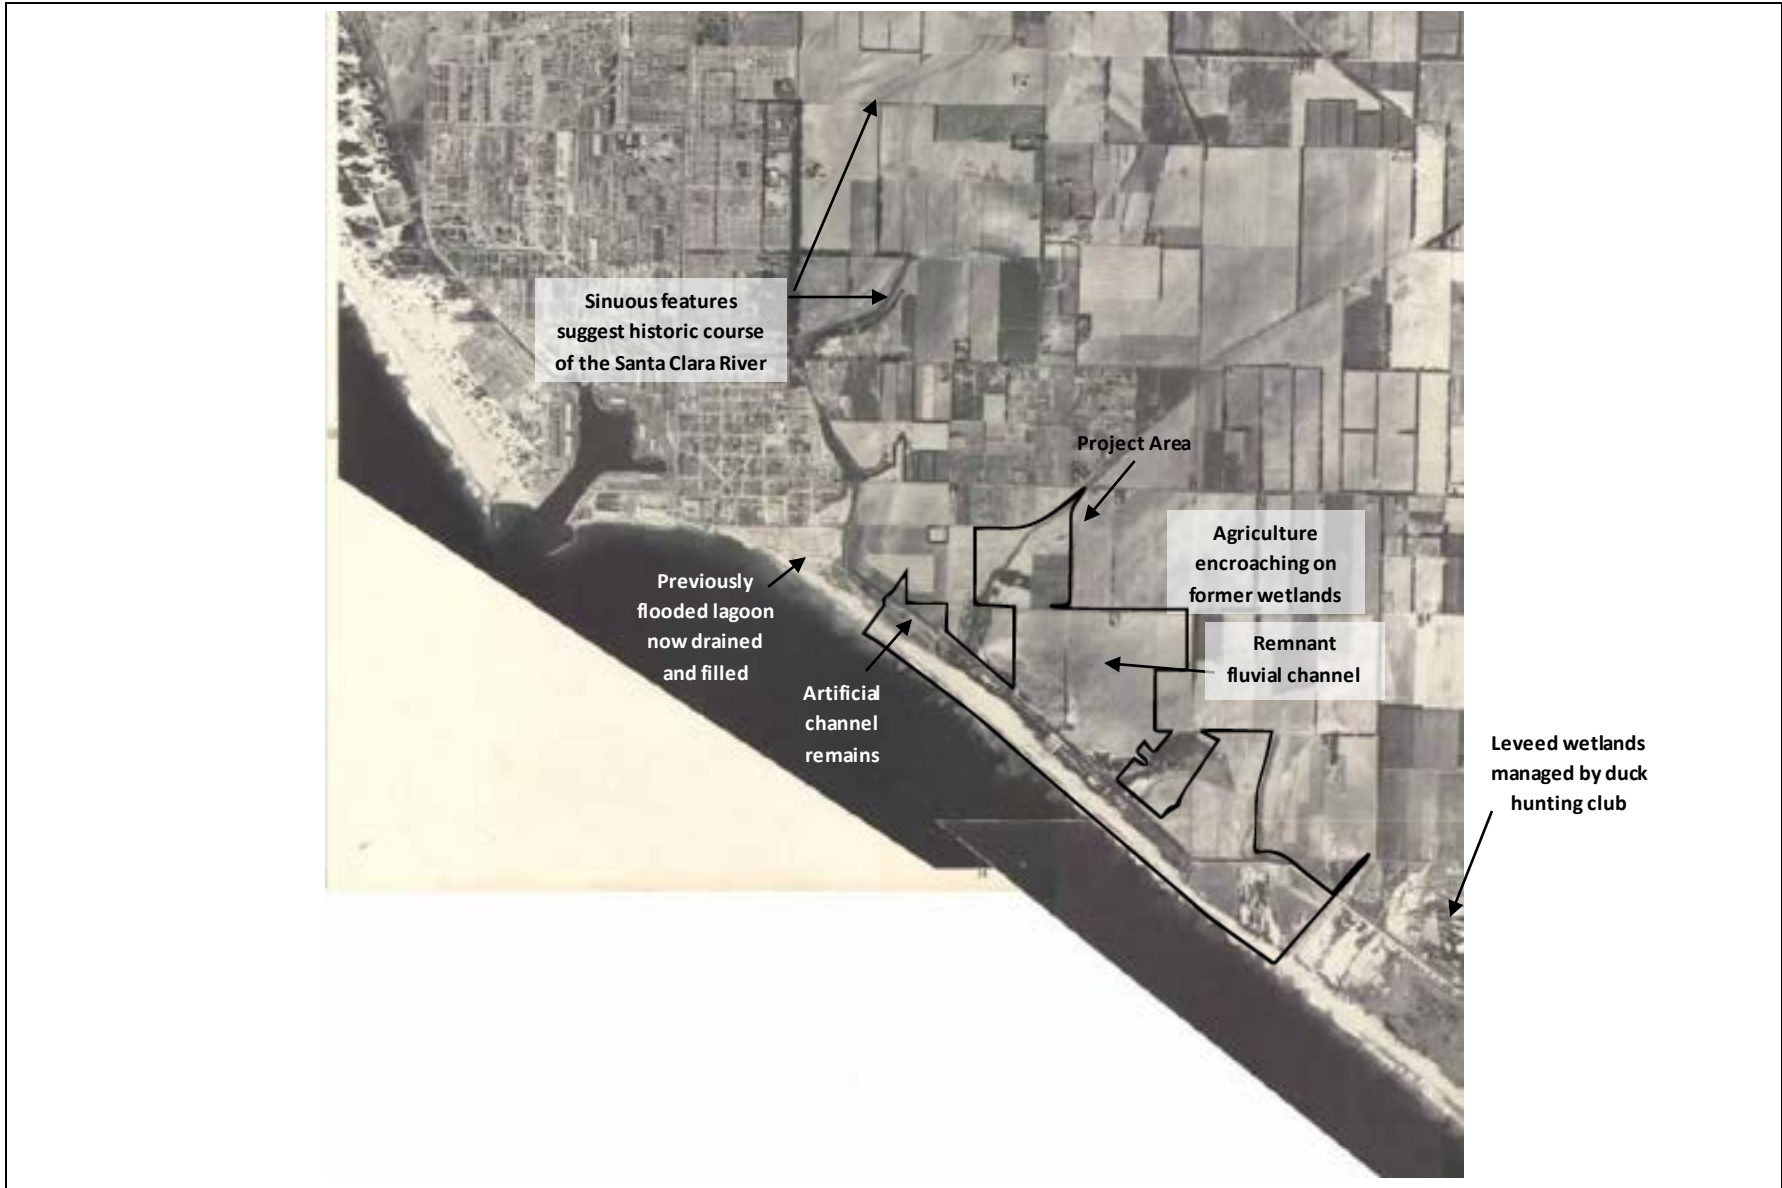 Sinuous features
suggest historic course
of the Santa Clara River
Project Area
Agriculture
encroaching on
former wetlands
Previously
flooded lagoon
now drained
and filled
Remnant
fluvial channel
Artificial
channel
remains
Leveed wetlands
managed by duck
hunting club